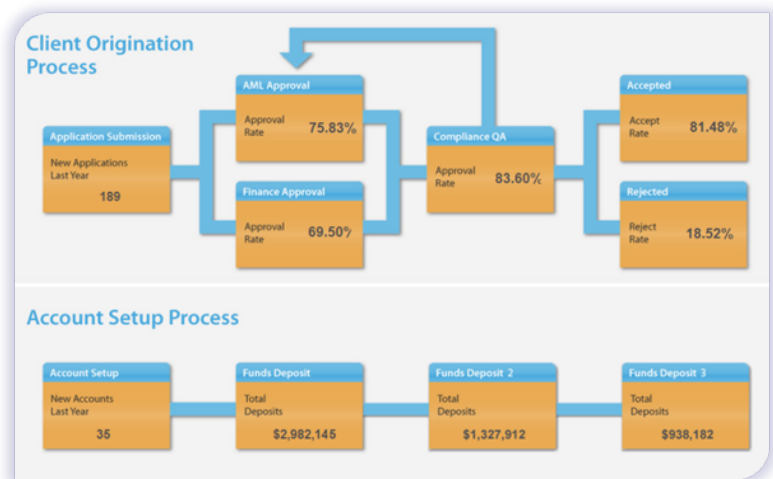 Client Origination
Process
Application Submission
New Applications
Last Year
189
AML Approval
Approval
Rate
75.83%
Finance Approval
Approval
Rate
69.50%
Compliance QA
Approval
Rate
83.60%
Accepted
Accept
Rate
81.48%
Rejected
Reject
Rate
18.52%
Account Setup Process
Account Setup
New Accounts
Last Year
35
Funds Deposit
Total
Deposits
$2,982,145
Funds Deposit 2
Total
Deposits
$1,327,912
Funds Deposit 3
Total
Deposits
$938,182